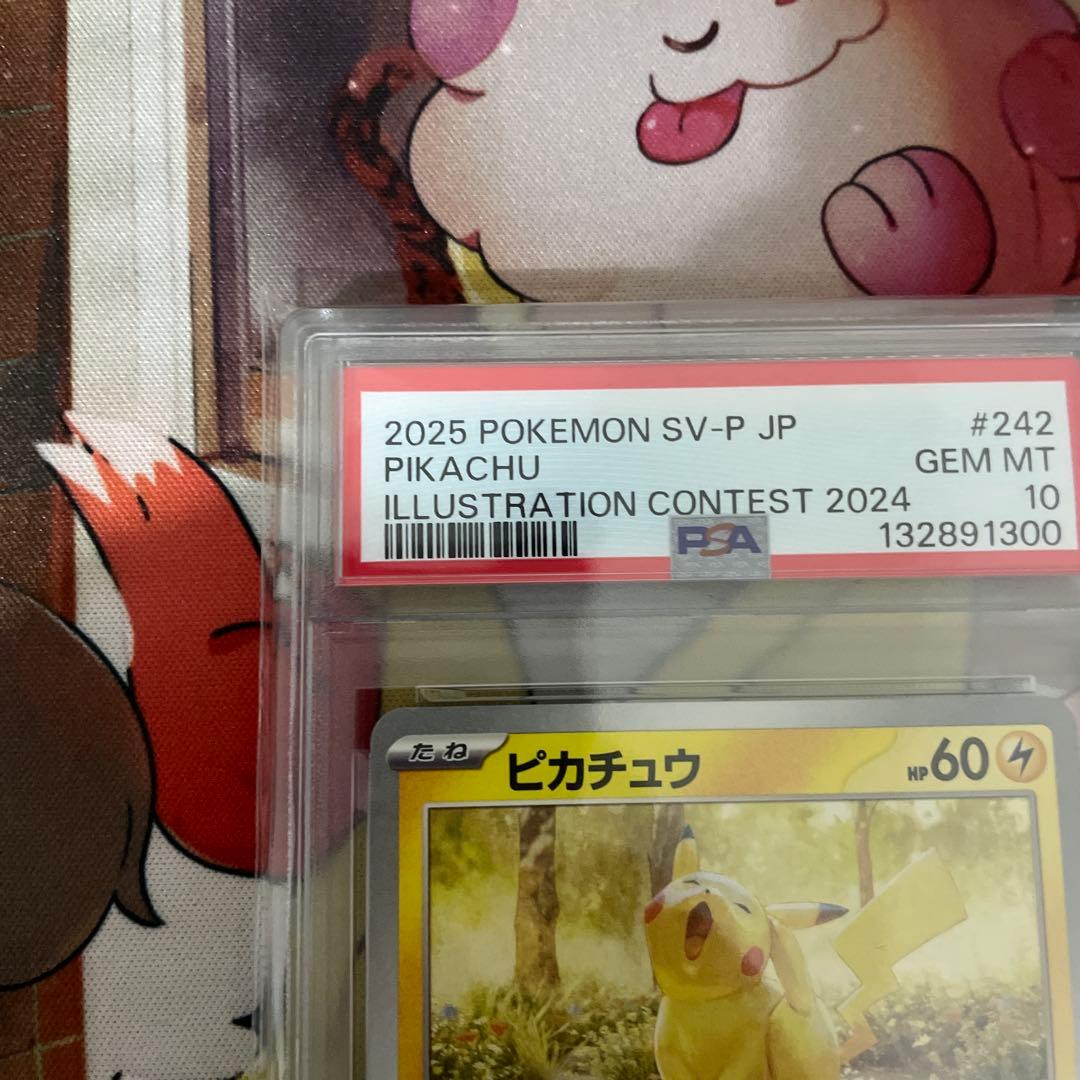 2025 POKEMON SV-P JP #242
PIKACHU GEM MT
ILLUSTRATION CONTEST 2024 10
PSA 132891300
たね ピカチュウ HP60